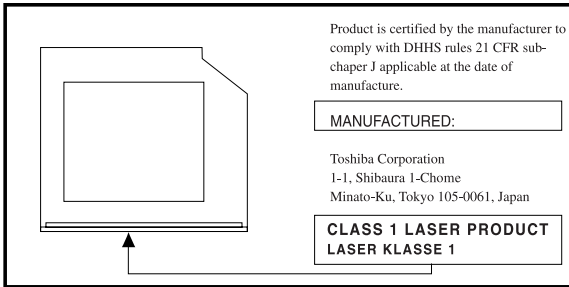 Product is certified by the manufacturer to
comply with DHHS rules 21 CFR sub-
chaper J applicable at the date of
manufacture.
MANUFACTURED:
Toshiba Corporation
1-1, Shibaura 1-Chome
Minato-Ku, Tokyo 105-0061, Japan
CLASS 1 LASER PRODUCT
LASER KLASSE 1